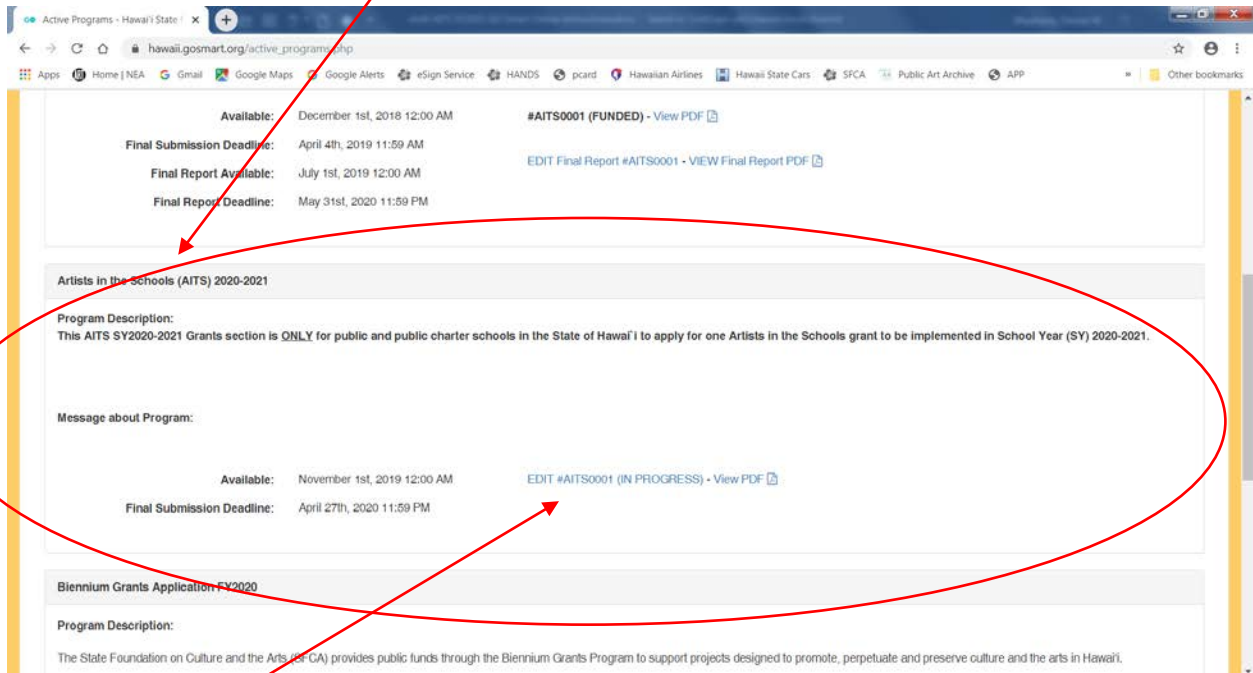 Active Programs - Hawai'i State
hawaii.gosmart.org/active_programs.php
Apps Home | NEA Gmail Google Maps Google Alerts eSign Service HANDS pcard Hawaiian Airlines Hawaii State Cars SFCA Public Art Archive APP » Other bookmarks
Available: December 1st, 2018 12:00 AM #AITS0001 (FUNDED) - View PDF
Final Submission Deadline: April 4th, 2019 11:59 AM
EDIT Final Report #AITS0001 - VIEW Final Report PDF
Final Report Available: July 1st, 2019 12:00 AM
Final Report Deadline: May 31st, 2020 11:59 PM
Artists in the Schools (AITS) 2020-2021
Program Description:
This AITS SY2020-2021 Grants section is ONLY for public and public charter schools in the State of Hawai`i to apply for one Artists in the Schools grant to be implemented in School Year (SY) 2020-2021.
Message about Program:
Available: November 1st, 2019 12:00 AM EDIT #AITS0001 (IN PROGRESS) - View PDF
Final Submission Deadline: April 27th, 2020 11:59 PM
Biennium Grants Application FY2020
Program Description:
The State Foundation on Culture and the Arts (SFCA) provides public funds through the Biennium Grants Program to support projects designed to promote, perpetuate and preserve culture and the arts in Hawai'i.